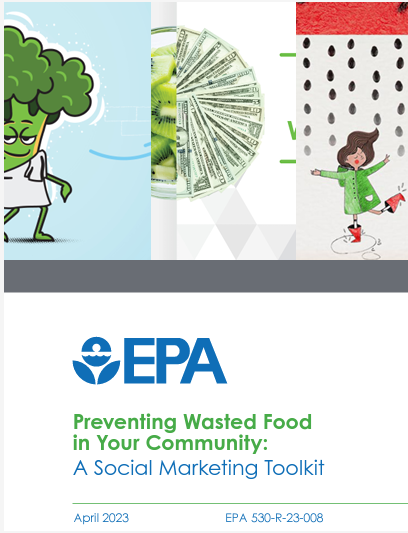 EPA
Preventing Wasted Food
in Your Community:
A Social Marketing Toolkit
April 2023
EPA 530-R-23-008